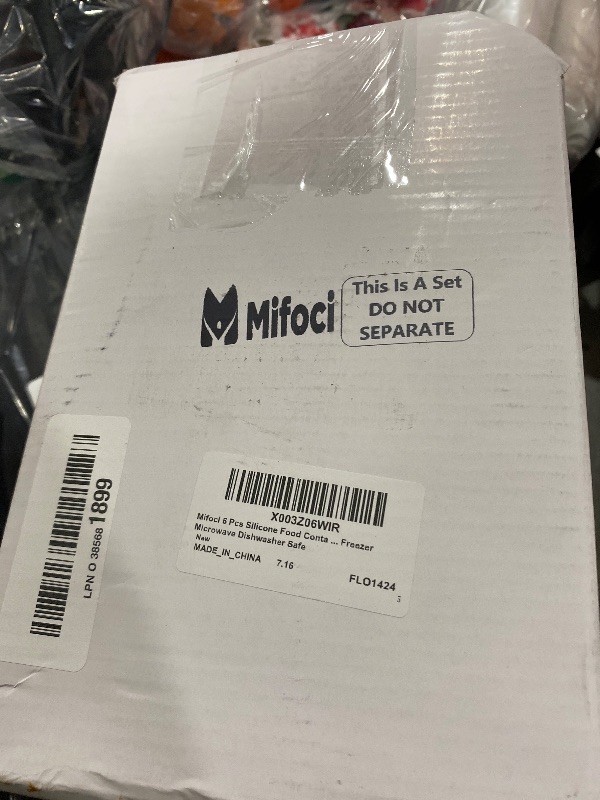 Mifoci
This Is A Set
DO NOT
SEPARATE
X003Z06WIR
Mifoci 6 Pcs Silicone Food Conta ... Freezer
Microwave Dishwasher Safe
New
MADE_IN_CHINA 7.16
FLO1424
LPN O 38568 1899